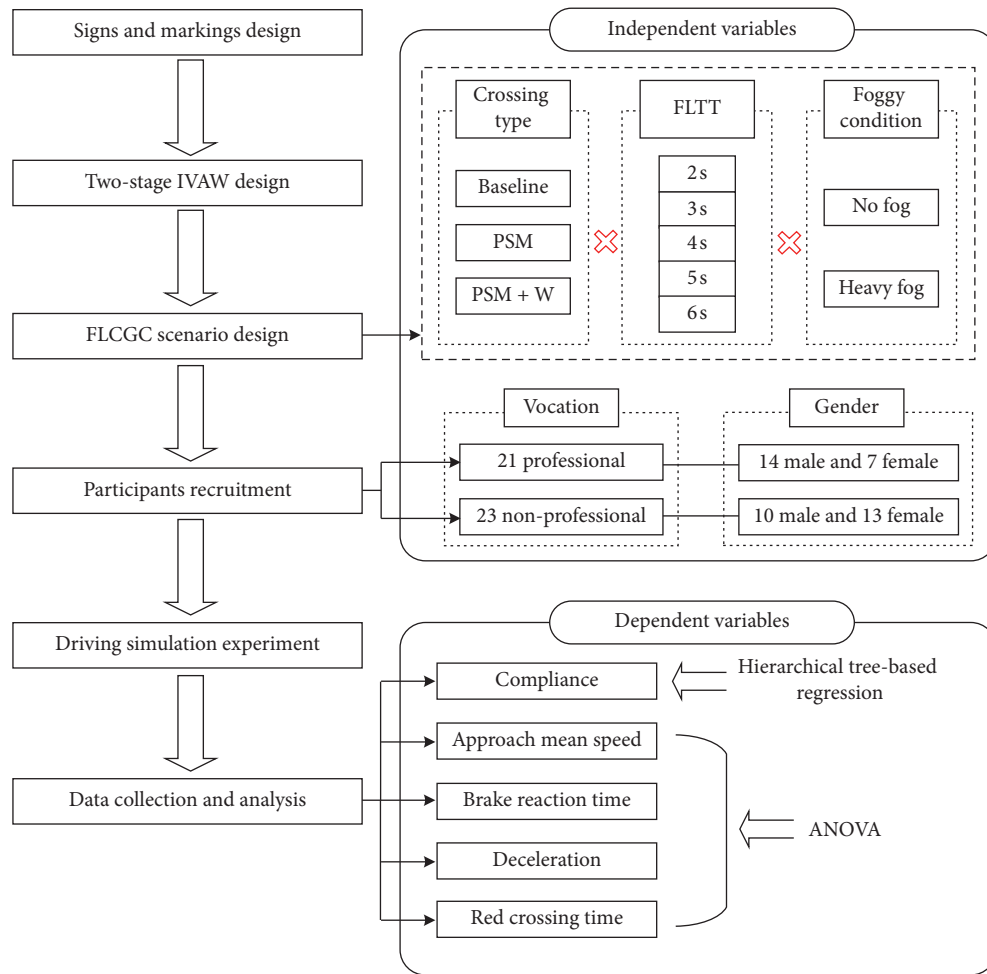 Signs and markings design
Two-stage IVAW design
FLCGC scenario design
Participants recruitment
Driving simulation experiment
Data collection and analysis
Independent variables
Crossing
type
Baseline
PSM
PSM + W
FLTT
2 s
3 s
4 s
5 s
6 s
Foggy
condition
No fog
Heavy fog
Vocation
21 professional
23 non-professional
Gender
14 male and 7 female
10 male and 13 female
Dependent variables
Compliance
Approach mean speed
Brake reaction time
Deceleration
Red crossing time
Hierarchical tree-based
regression
ANOVA